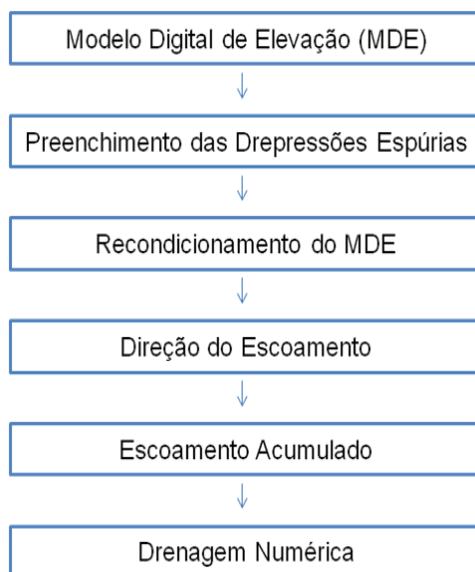 Modelo Digital de Elevação (MDE)
Preenchimento das Drepressões Espúrias
Recondicionamento do MDE
Direção do Escoamento
Escoamento Acumulado
Drenagem Numérica